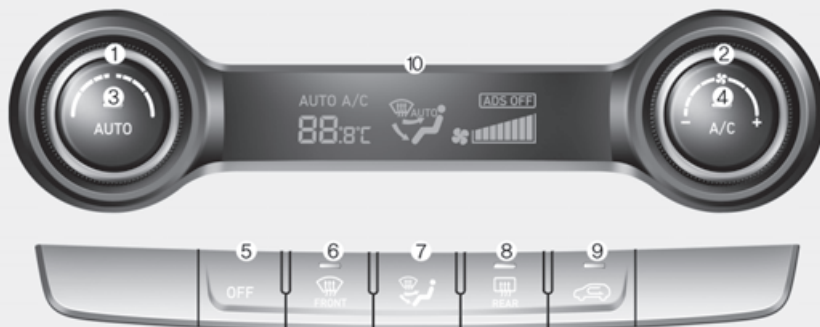 ① ⑩ ②
③ ④
AUTO A/C AUTO ADS OFF
AUTO 88:8°C - A/C +
⑤ ⑥ ⑦ ⑧ ⑨
OFF FRONT REAR